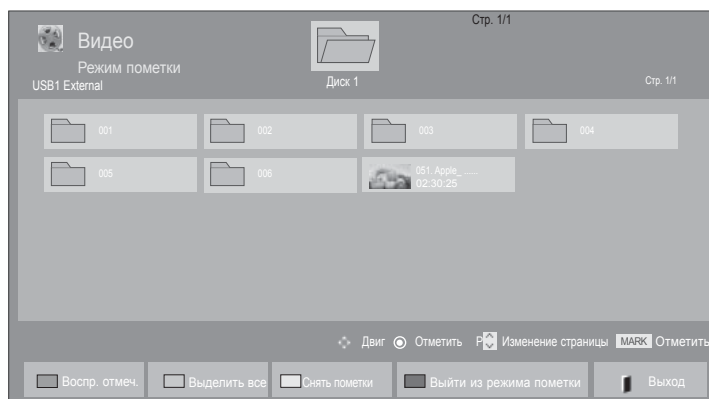 Стр. 1/1
Видео
Режим пометки
USB1 External
Диск 1
Стр. 1/1
001
002
003
004
005
006
051. Apple_ ......
02:30:25
Двиг
Отметить
P
Изменение страницы
MARK
Отметить
Воспр. отмеч.
Выделить все
Снять пометки
Выйти из режима пометки
Выход